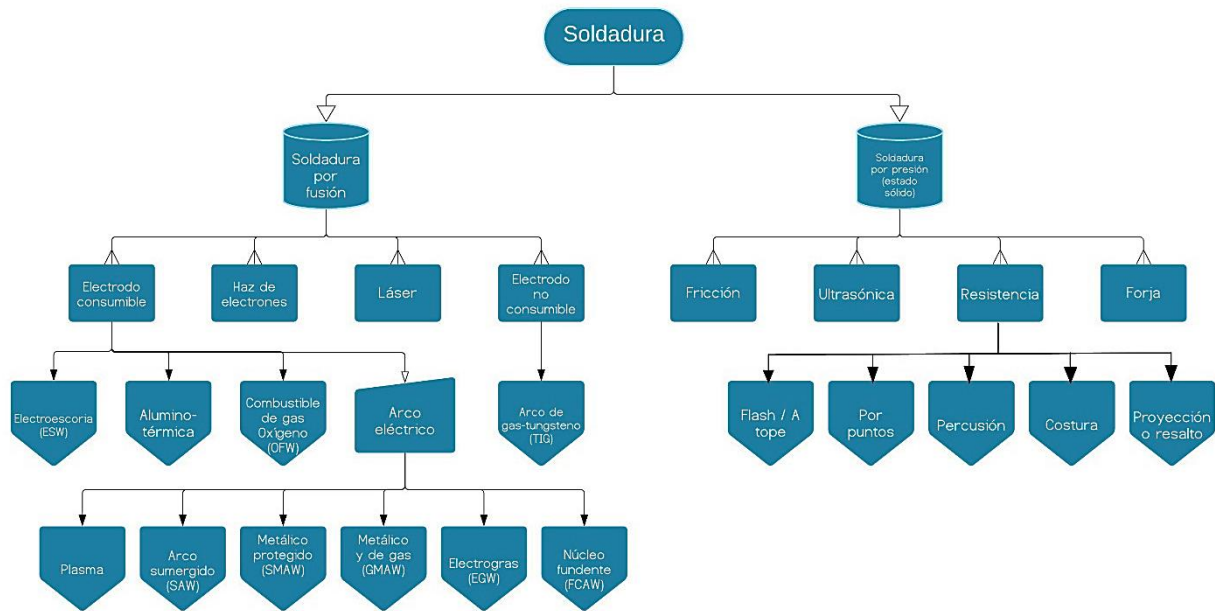 Soldadura
Soldadura
por
fusión
Soldadura
por presión
(estado
sólido)
Electrodo
consumible
Haz de
electrones
Láser
Electrodo
no
consumible
Fricción
Ultrasónica
Resistencia
Forja
Electroescoria
(ESW)
Alumino-
térmica
Combustible
de gas
Oxígeno
(OFW)
Arco
eléctrico
Arco de
gas-tungsteno
(TIG)
Flash / A
tope
Por
puntos
Percusión
Costura
Proyección
o resalto
Plasma
Arco
sumergido
(SAW)
Metálico
protegido
(SMAW)
Metálico
y de gas
(GMAW)
Electrogras
(EGW)
Núcleo
fundente
(FCAW)